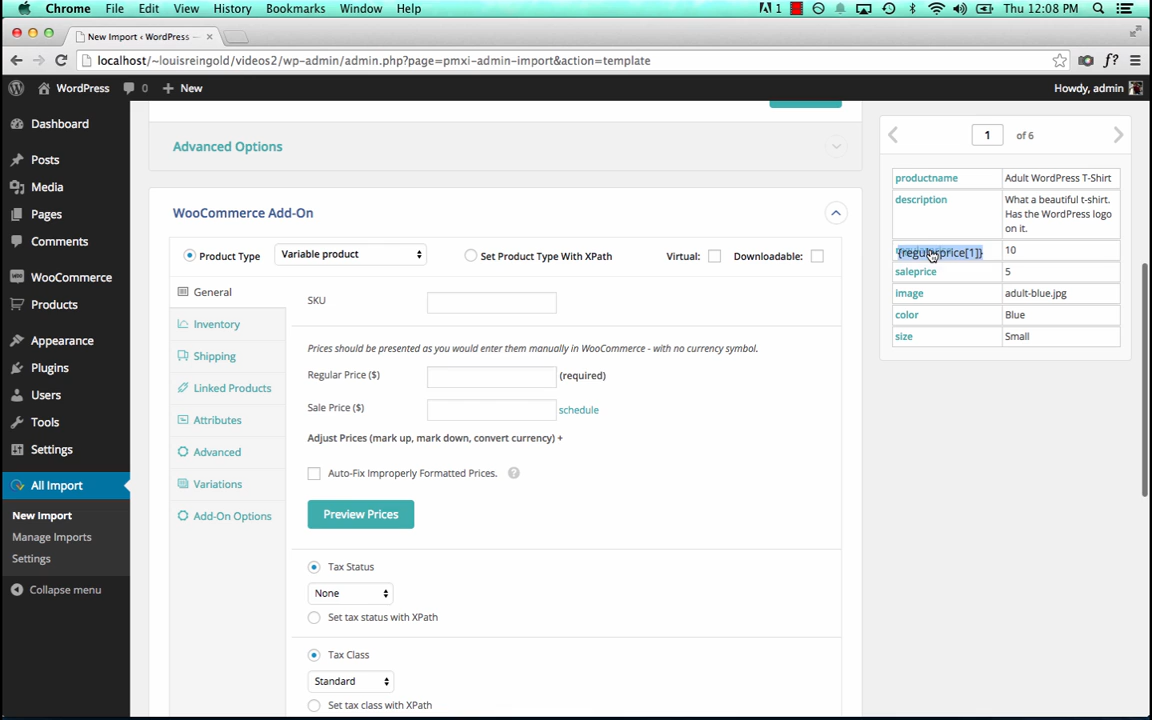 Chrome File Edit View History Bookmarks Window Help 1 Thu 12:08 PM
New Import ‹ WordPress —
localhost/~louisreingold/videos2/wp-admin/admin.php?page=pmxi-admin-import&action=template f?
WordPress 0 + New Howdy, admin
Dashboard
Posts
Media
Pages
Comments
WooCommerce
Products
Appearance
Plugins
Users
Tools
Settings
All Import
New Import
Manage Imports
Settings
Collapse menu
Advanced Options
WooCommerce Add-On
Product Type Variable product Set Product Type With XPath Virtual: Downloadable:
General
Inventory
Shipping
Linked Products
Attributes
Advanced
Variations
Add-On Options
SKU
Prices should be presented as you would enter them manually in WooCommerce - with no currency symbol.
Regular Price ($) (required)
Sale Price ($) schedule
Adjust Prices (mark up, mark down, convert currency) +
Auto-Fix Improperly Formatted Prices. ?
Preview Prices
Tax Status
None
Set tax status with XPath
Tax Class
Standard
Set tax class with XPath
1 of 6
productname Adult WordPress T-Shirt
description What a beautiful t-shirt.
Has the WordPress logo
on it.
{regularprice[1]} 10
saleprice 5
image adult-blue.jpg
color Blue
size Small